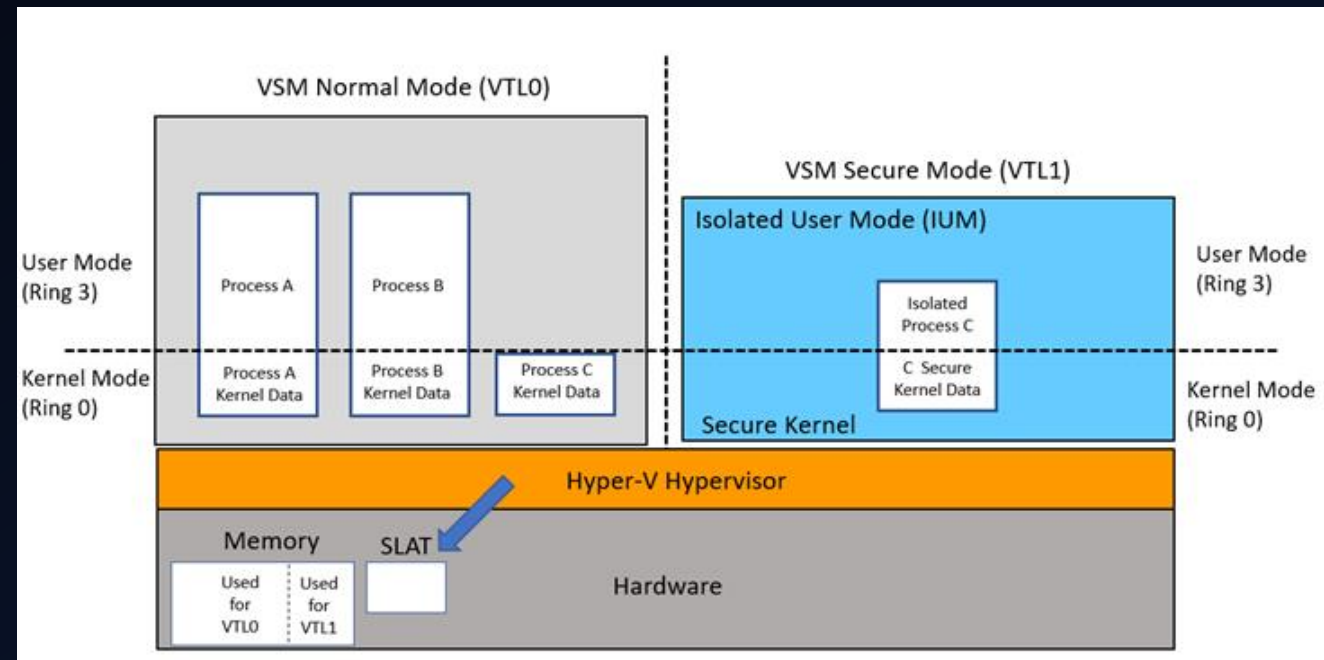 VSM Normal Mode (VTL0)
VSM Secure Mode (VTL1)
Isolated User Mode (IUM)
User Mode
(Ring 3)
Process A
Process B
Isolated
Process C
User Mode
(Ring 3)
Kernel Mode
(Ring 0)
Process A
Kernel Data
Process B
Kernel Data
Process C
Kernel Data
C Secure
Kernel Data
Kernel Mode
(Ring 0)
Secure Kernel
Hyper-V Hypervisor
Memory
SLAT
Used
for
VTL0
Used
for
VTL1
Hardware